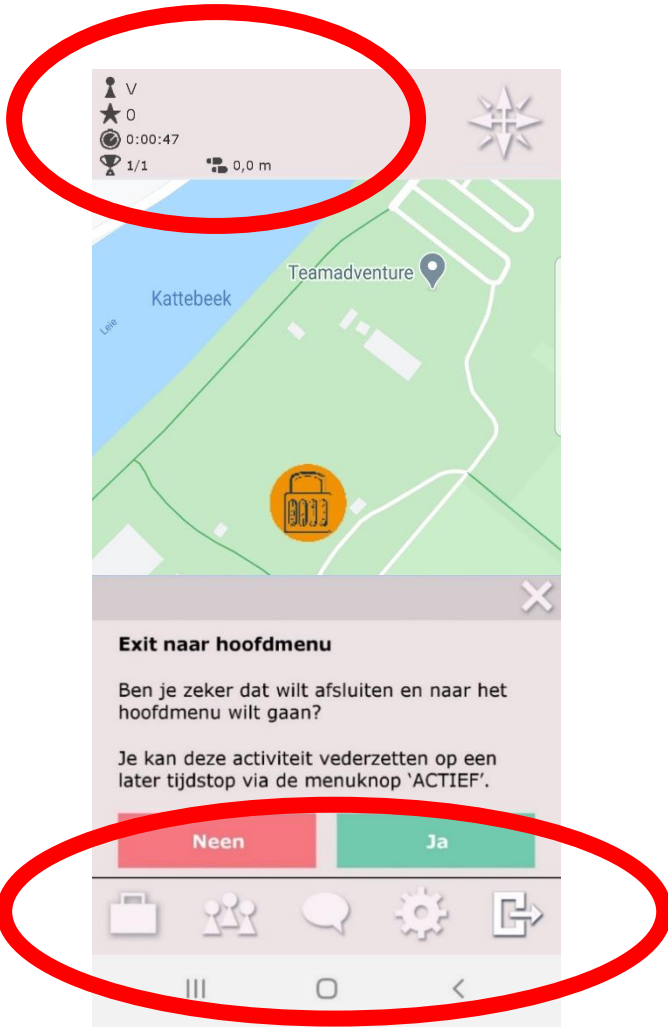 V
0
0:00:47
1/1 0,0 m
Teamadventure
Kattebeek
Leie
Exit naar hoofdmenu
Ben je zeker dat wilt afsluiten en naar het
hoofdmenu wilt gaan?
Je kan deze activiteit vederzetten op een
later tijdstop via de menuknop ‘ACTIEF’.
Neen Ja